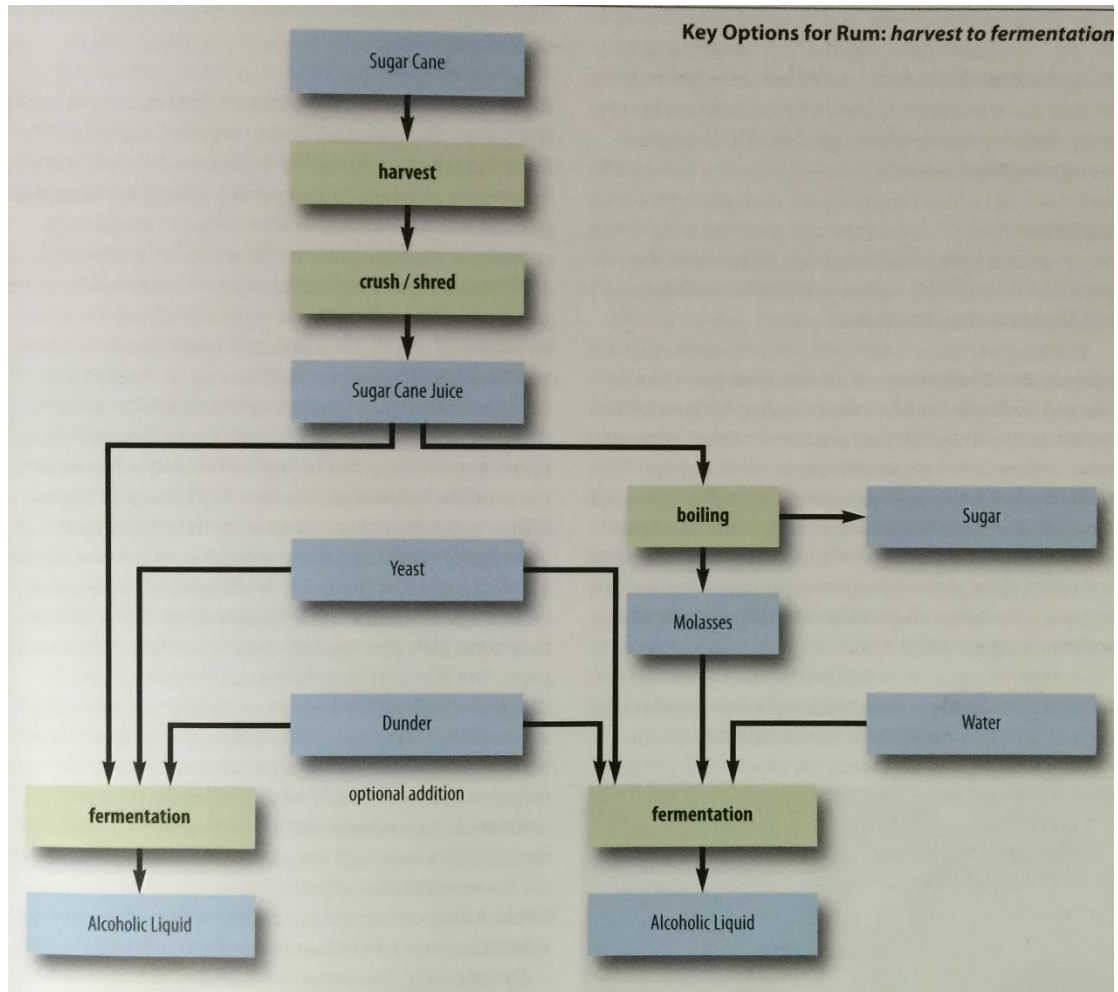 Key Options for Rum: harvest to fermentation
Sugar Cane
harvest
crush / shred
Sugar Cane Juice
boiling
Sugar
Yeast
Molasses
Dunder
Water
optional addition
fermentation
fermentation
Alcoholic Liquid
Alcoholic Liquid